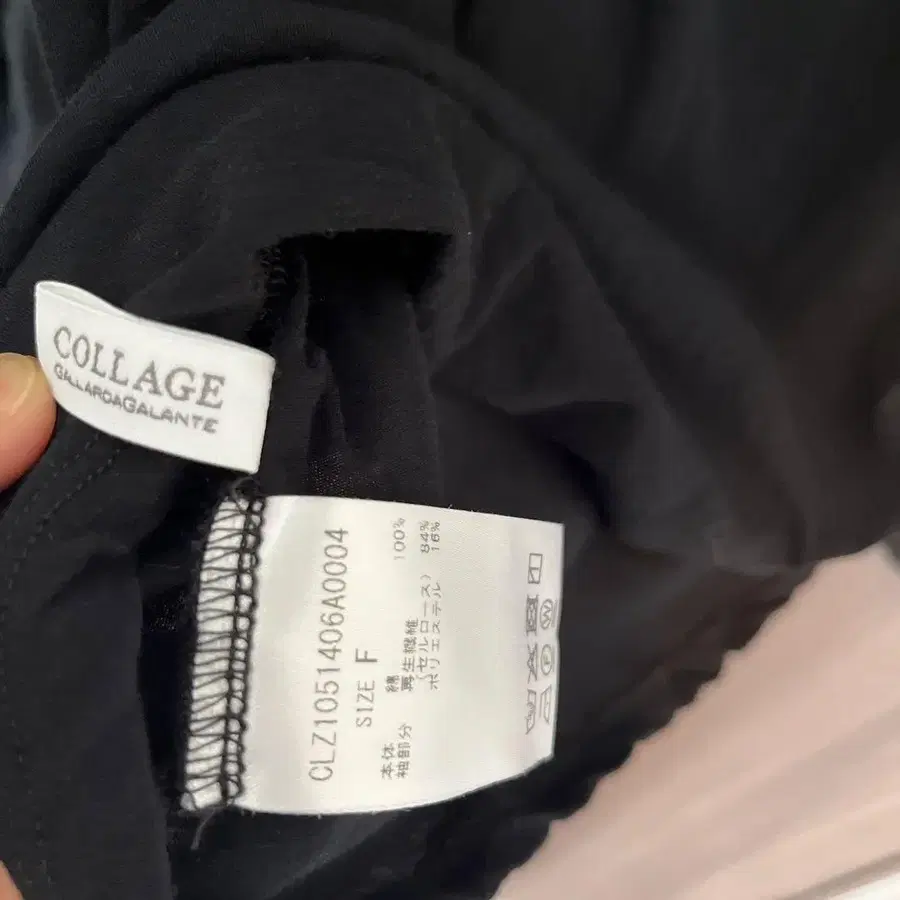 COLLAGE
GALLARDAGALANTE
CLZ1051406A0004
SIZE F
本体 綿 100%
袖部分 再生繊維
(セルロース) 84%
ポリエステル 16%